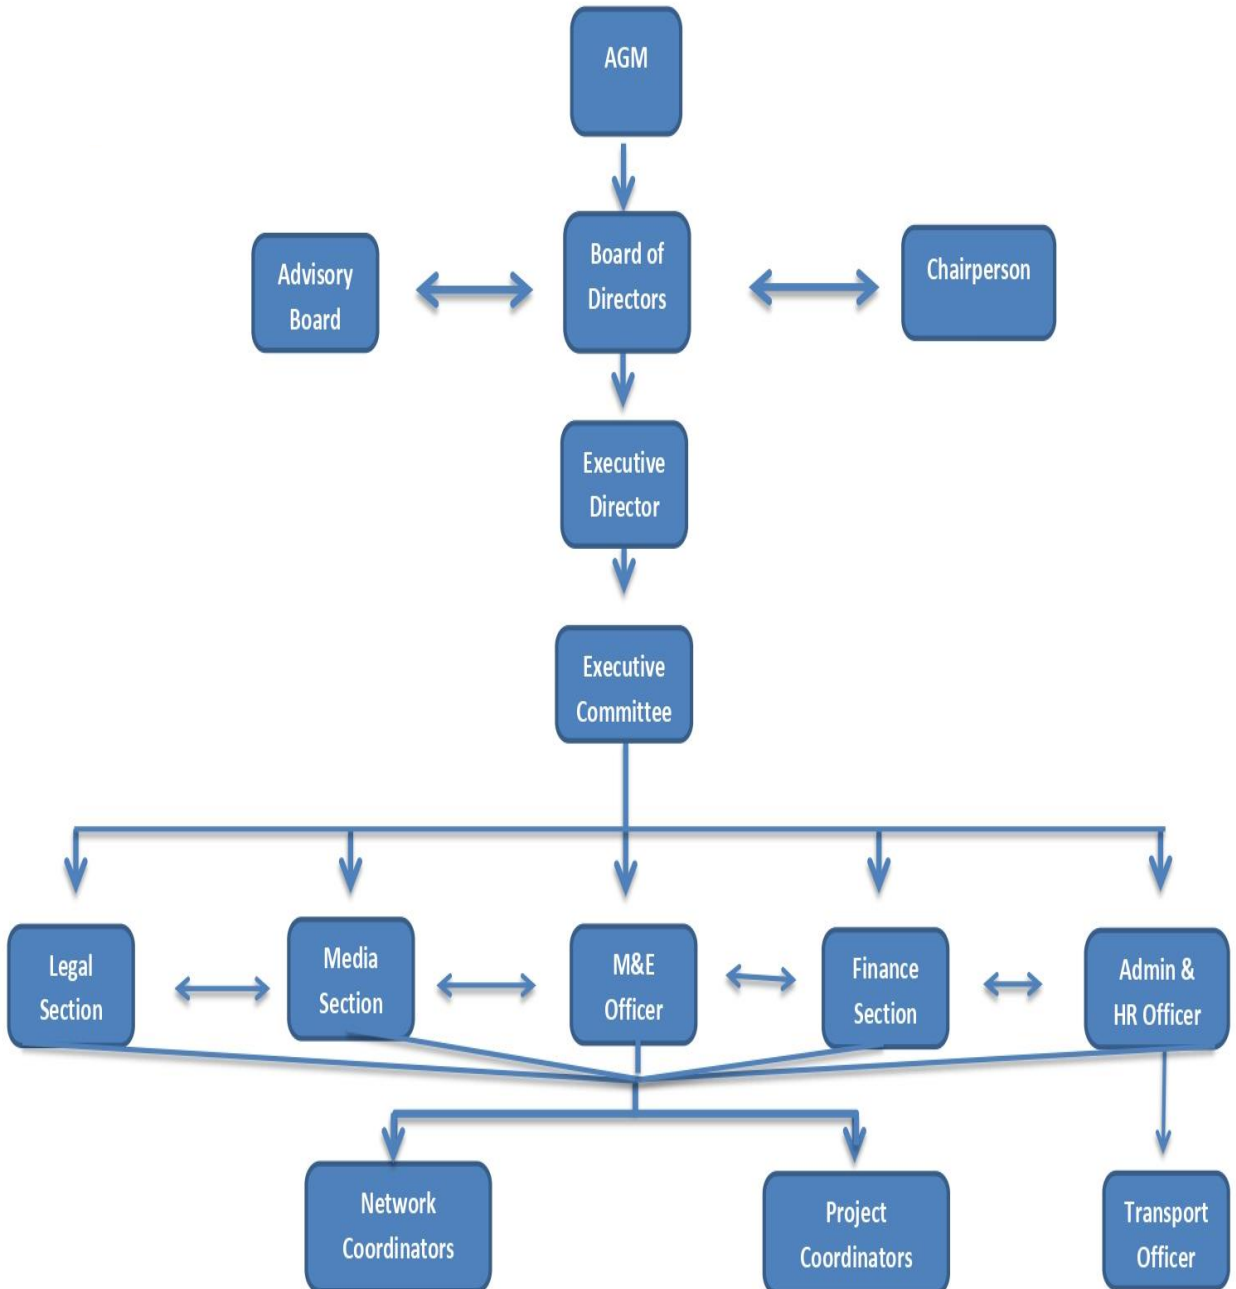 AGM
Advisory
Board
Board of
Directors
Chairperson
Executive
Director
Executive
Committee
Legal
Section
Media
Section
M&E
Officer
Finance
Section
Admin &
HR Officer
Network
Coordinators
Project
Coordinators
Transport
Officer